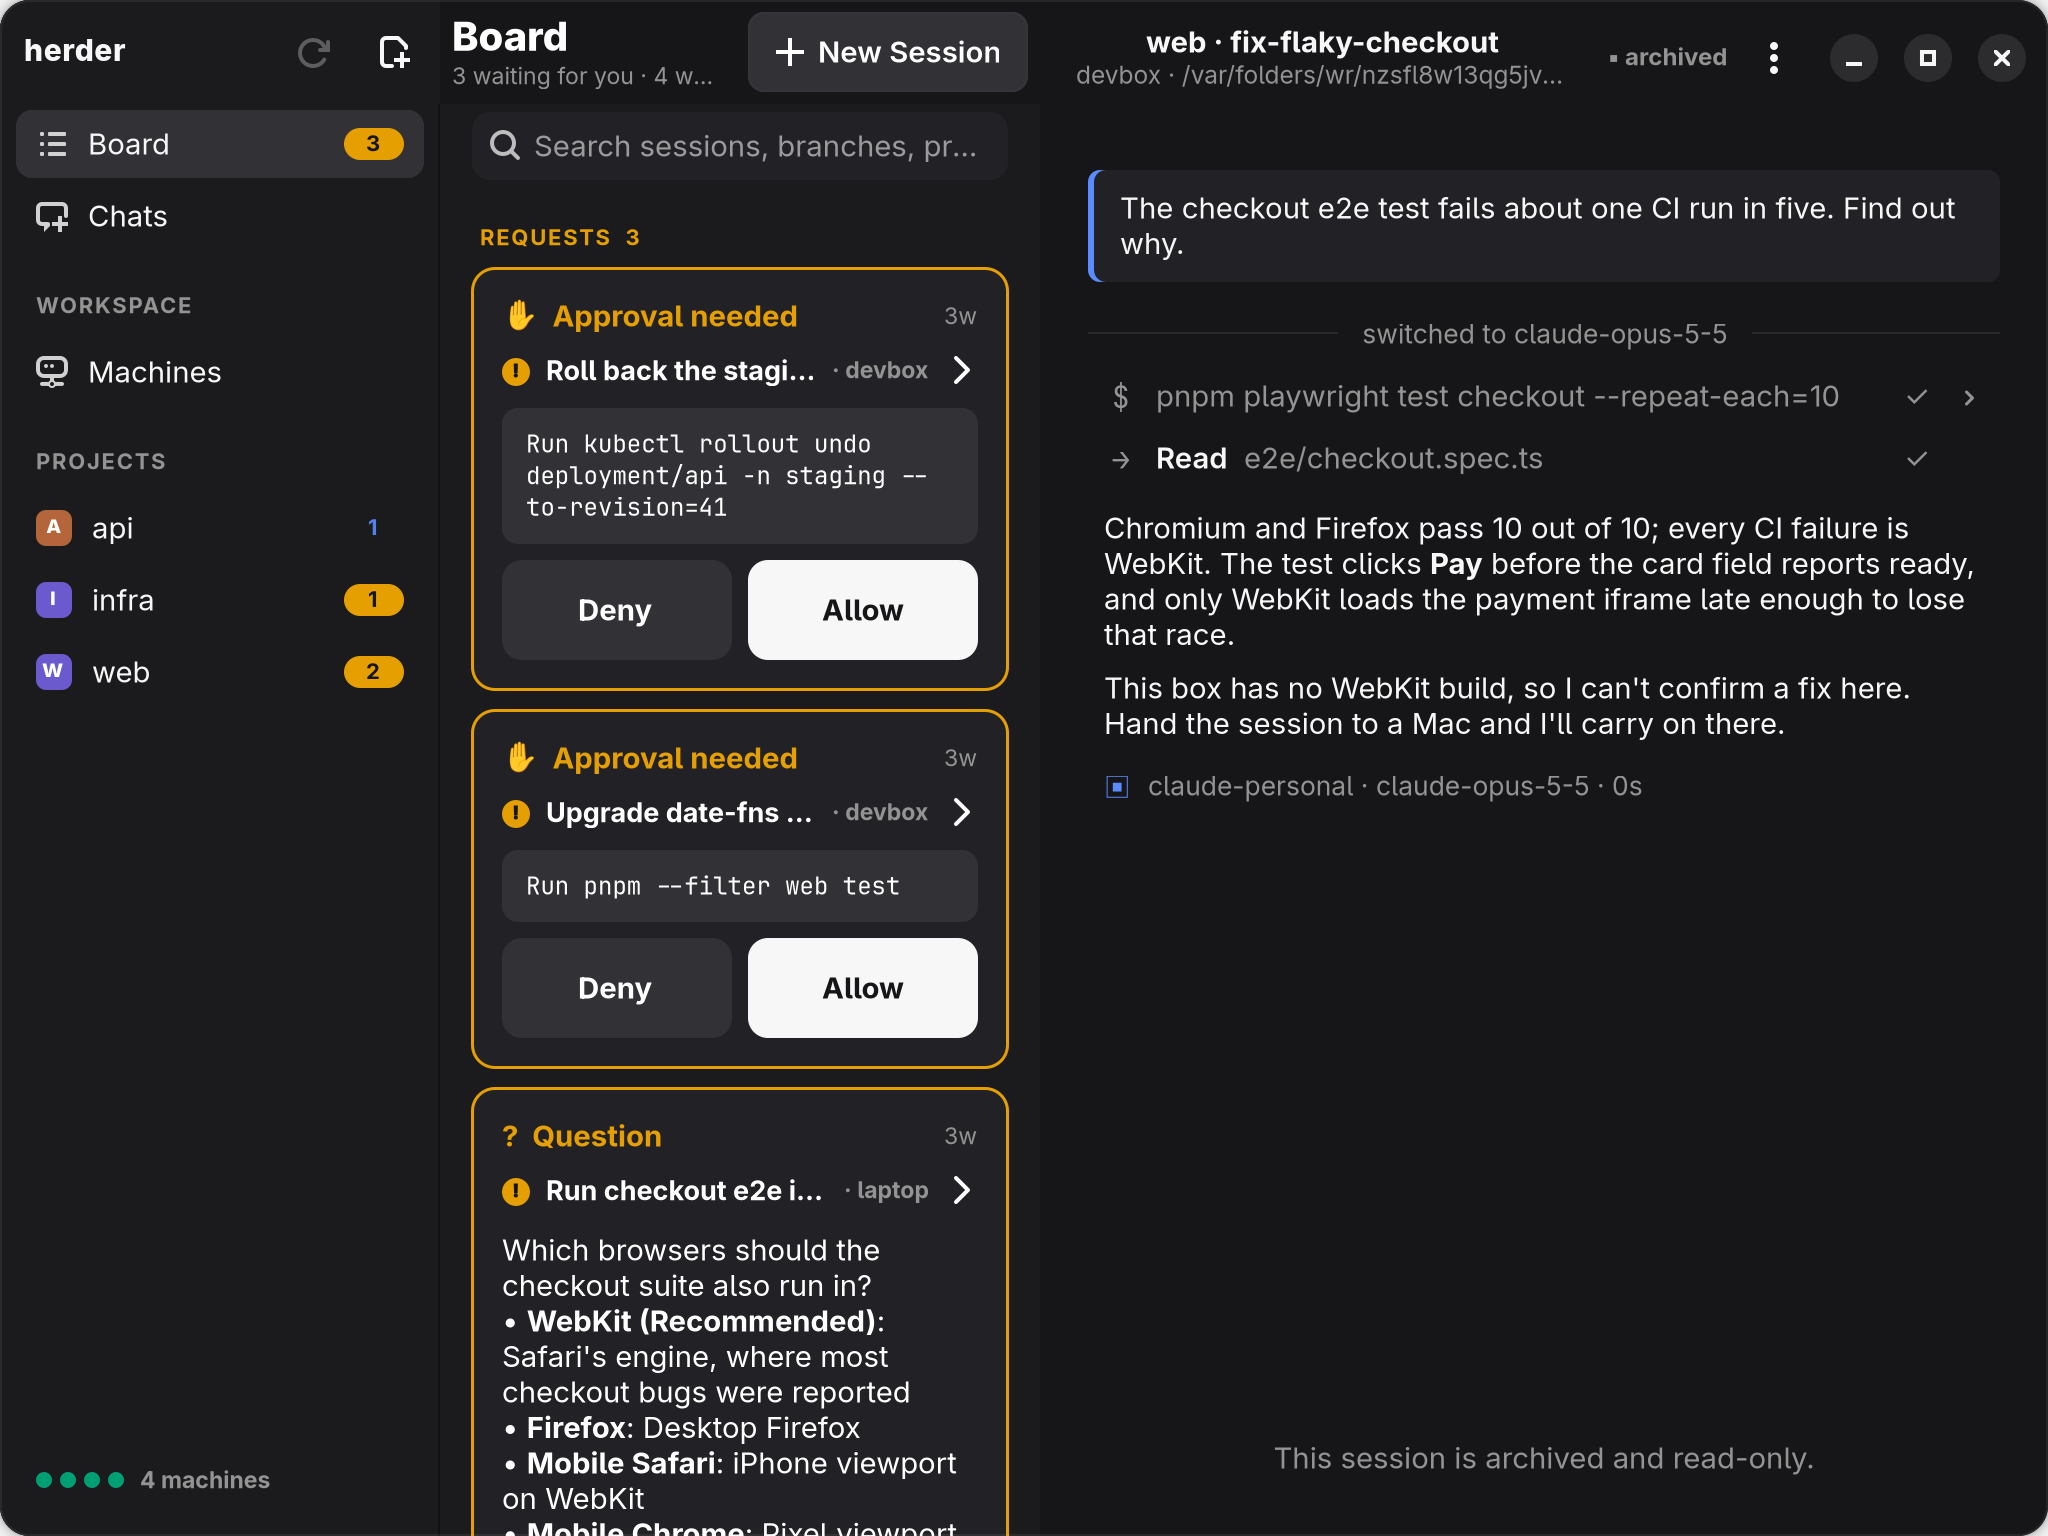 herder
Board 3
Chats
WORKSPACE
Machines
PROJECTS
A api 1
I infra 1
W web 2
4 machines
Board
3 waiting for you · 4 w...
New Session
Search sessions, branches, pr...
REQUESTS 3
Approval needed 3w
Roll back the stagi... · devbox
Run kubectl rollout undo
deployment/api -n staging --
to-revision=41
Deny Allow
Approval needed 3w
Upgrade date-fns ... · devbox
Run pnpm --filter web test
Deny Allow
? Question 3w
Run checkout e2e i... · laptop
Which browsers should the
checkout suite also run in?
• WebKit (Recommended):
Safari's engine, where most
checkout bugs were reported
• Firefox: Desktop Firefox
• Mobile Safari: iPhone viewport
on WebKit
• Mobile Chrome: Pixel viewport
web · fix-flaky-checkout
devbox · /var/folders/wr/nzsfl8w13qg5jv...
archived
The checkout e2e test fails about one CI run in five. Find out
why.
switched to claude-opus-5-5
$ pnpm playwright test checkout --repeat-each=10
→ Read e2e/checkout.spec.ts
Chromium and Firefox pass 10 out of 10; every CI failure is
WebKit. The test clicks Pay before the card field reports ready,
and only WebKit loads the payment iframe late enough to lose
that race.
This box has no WebKit build, so I can't confirm a fix here.
Hand the session to a Mac and I'll carry on there.
claude-personal · claude-opus-5-5 · 0s
This session is archived and read-only.